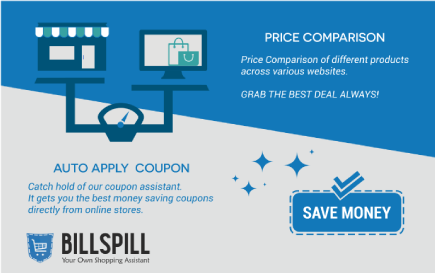 PRICE COMPARISON
Price Comparison of different products
across various websites.
GRAB THE BEST DEAL ALWAYS!
AUTO APPLY COUPON
Catch hold of our coupon assistant.
It gets you the best money saving coupons
directly from online stores.
SAVE MONEY
BILLSPILL
Your Own Shopping Assistant